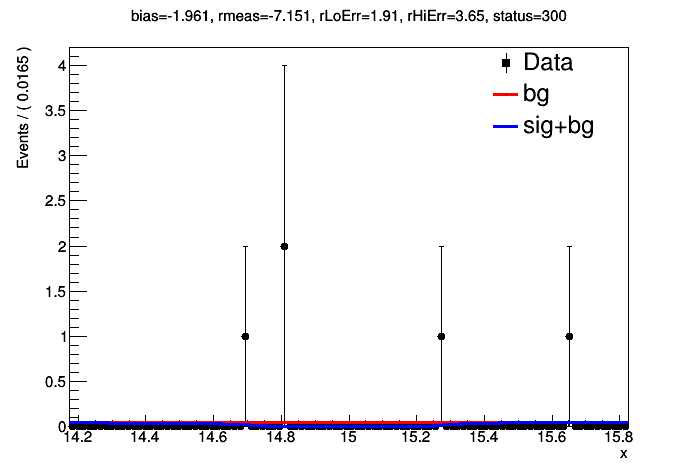 bias=-1.961, rmeas=-7.151, rLoErr=1.91, rHiErr=3.65, status=300
Events / ( 0.0165 )
Data
bg
sig+bg
4
3.5
3
2.5
2
1.5
1
0.5
0
14.2 14.4 14.6 14.8 15 15.2 15.4 15.6 15.8
x